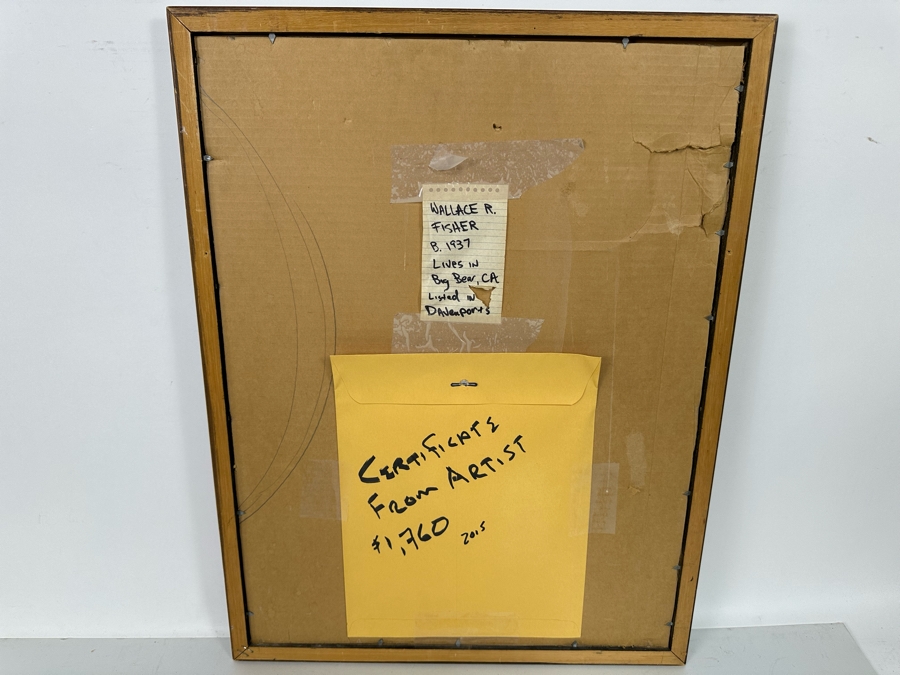 WALLACE R.
FISHER
B. 1937
LIVES IN
Big Bear, CA
Listed IN
DAVENPORTS
CERTIFICATE
FROM ARTIST
$1,760 2015